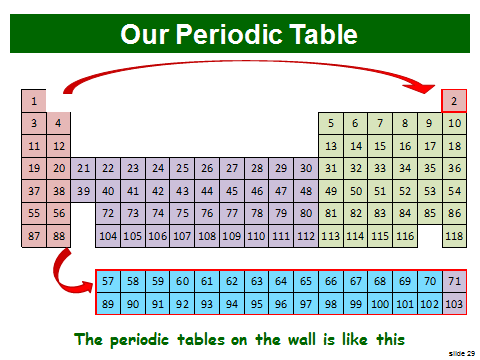 Our Periodic Table
1 2
3 4 5 6 7 8 9 10
11 12 13 14 15 16 17 18
19 20 21 22 23 24 25 26 27 28 29 30 31 32 33 34 35 36
37 38 39 40 41 42 43 44 45 46 47 48 49 50 51 52 53 54
55 56 72 73 74 75 76 77 78 79 80 81 82 83 84 85 86
87 88 104 105 106 107 108 109 110 111 112 113 114 115 116 118
57 58 59 60 61 62 63 64 65 66 67 68 69 70 71
89 90 91 92 93 94 95 96 97 98 99 100 101 102 103
The periodic tables on the wall is like this
slide 29